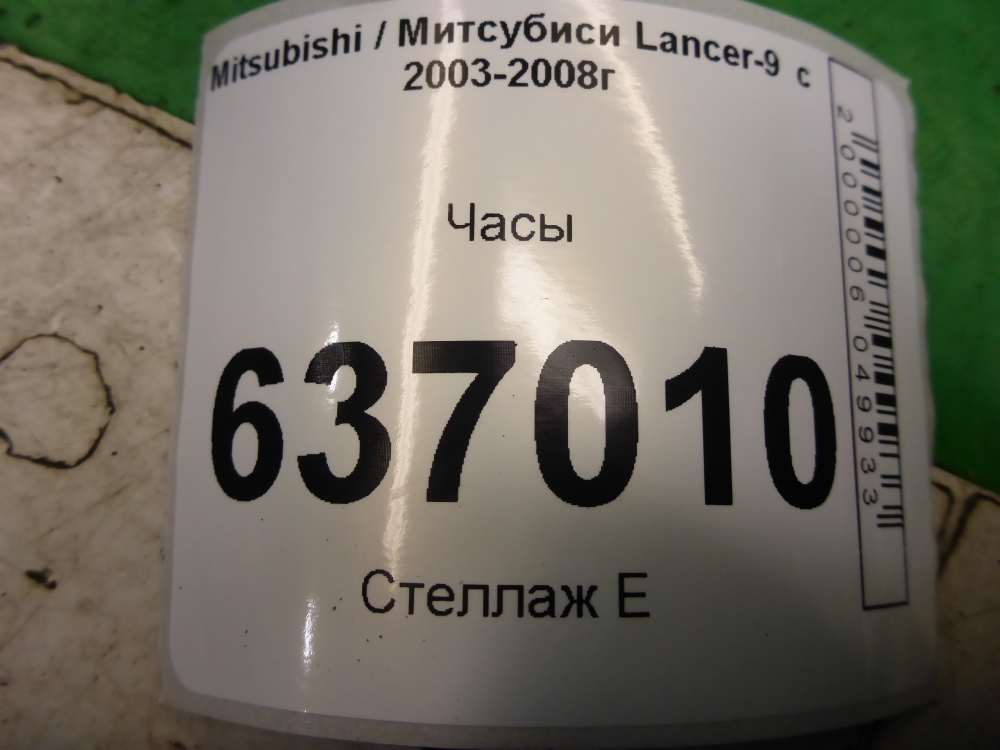 Mitsubishi / Митсубиси Lancer-9 с
2003-2008г
Часы
637010
Стеллаж Е
2000006049933